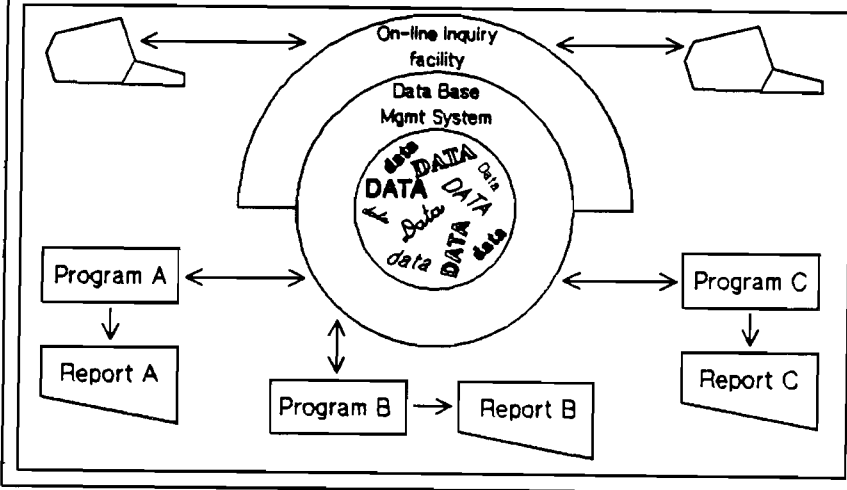 On-line Inquiry
facility
Data Base
Mgmt System
data
DATA
Data
DATA
DATA
data
Data
DATA
data
data
Program A
Program C
Report A
Report C
Program B
Report B